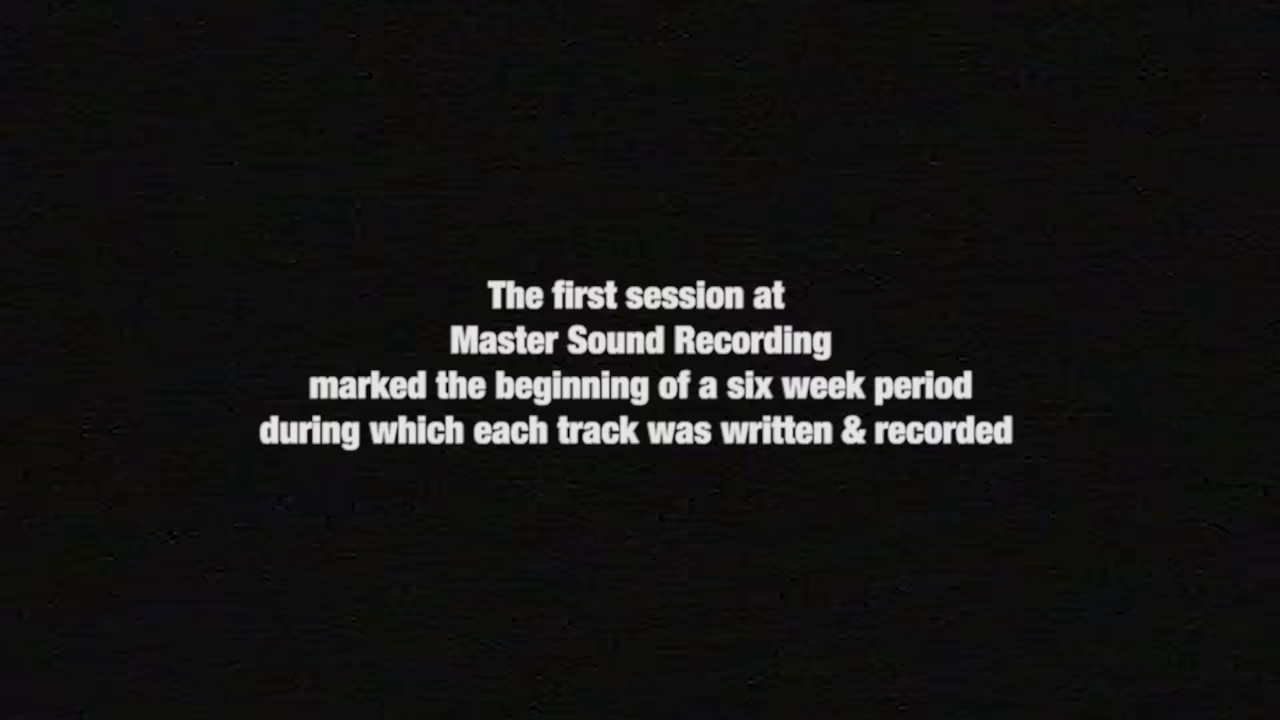 The first session at
Master Sound Recording
marked the beginning of a six week period
during which each track was written & recorded